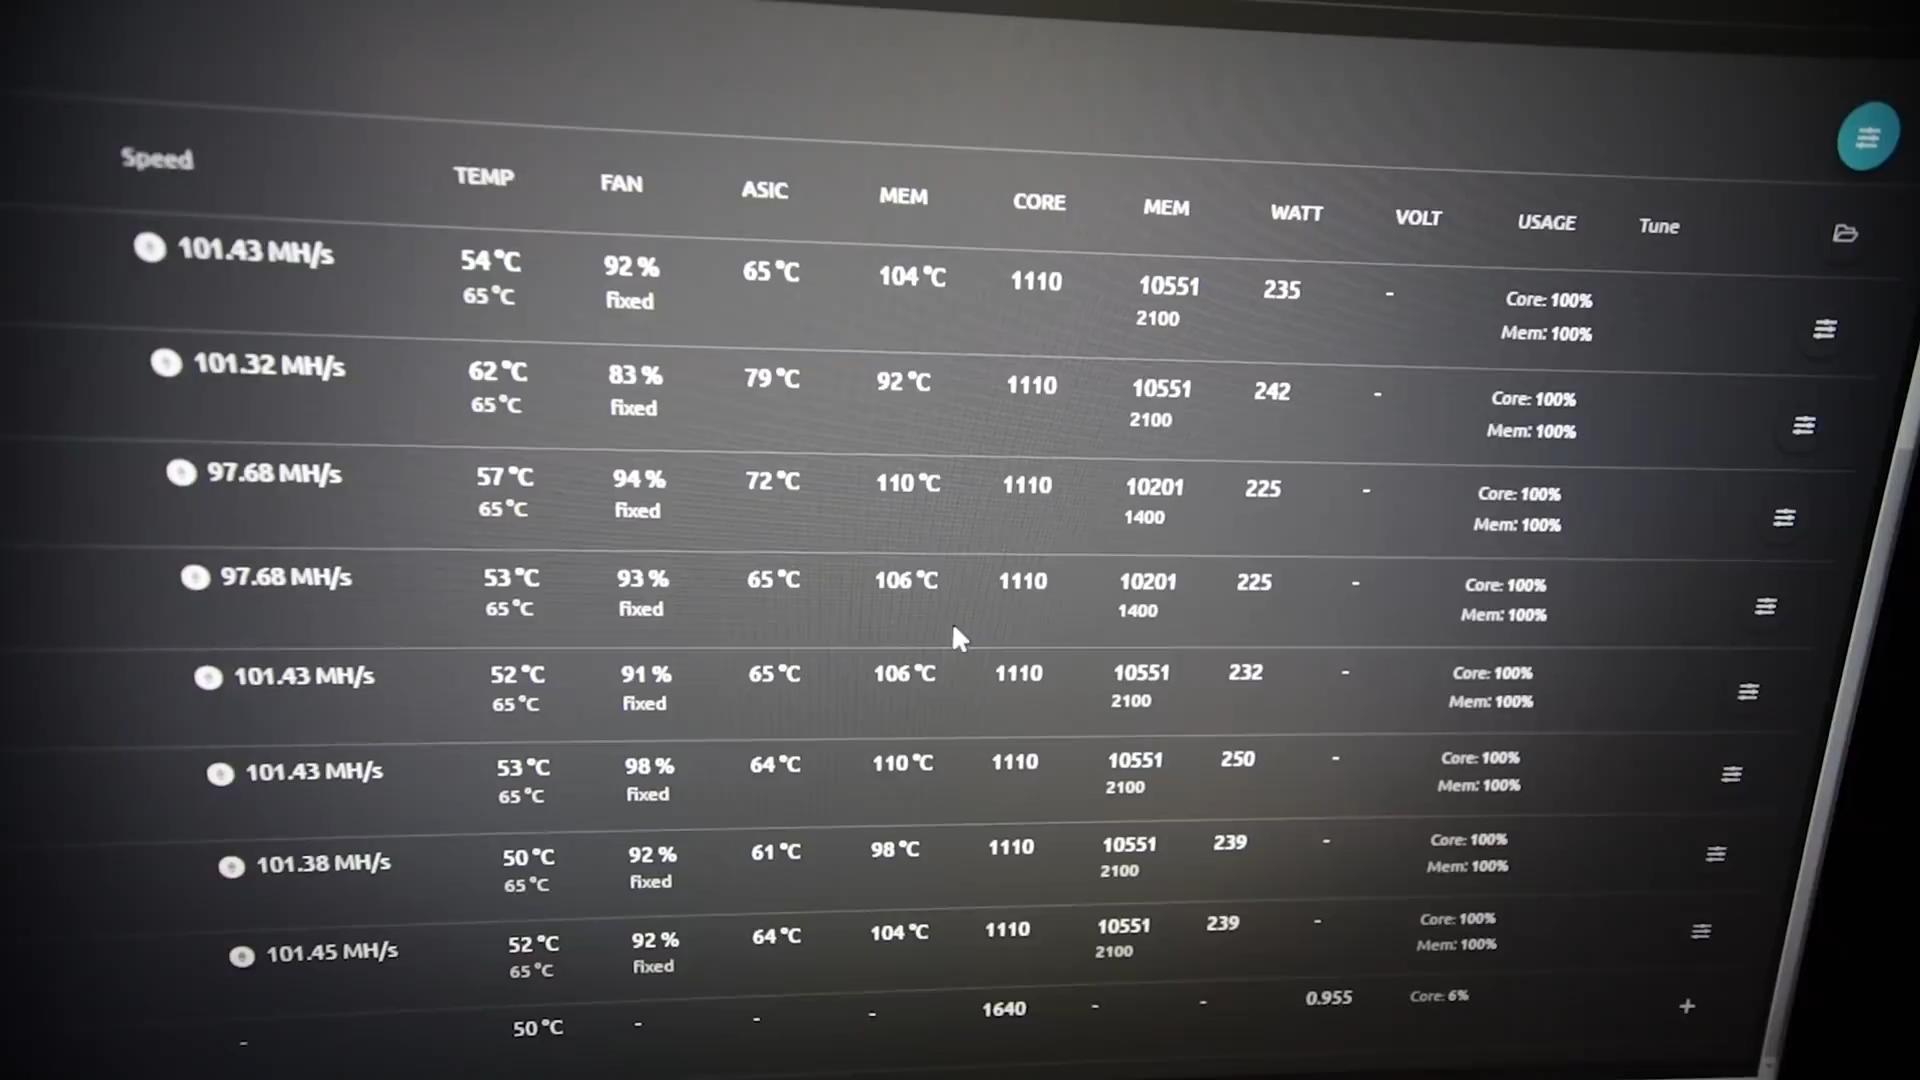 Speed TEMP FAN ASIC MEM CORE MEM WATT VOLT USAGE Tune
101.43 MH/s 54°C 92% 65°C 104°C 1110 10551 235 - Core: 100%
65°C fixed 2100 Mem: 100%
101.32 MH/s 62°C 83% 79°C 92°C 1110 10551 242 - Core: 100%
65°C fixed 2100 Mem: 100%
97.68 MH/s 57°C 94% 72°C 110°C 1110 10201 225 - Core: 100%
65°C fixed 1400 Mem: 100%
97.68 MH/s 53°C 93% 65°C 106°C 1110 10201 225 - Core: 100%
65°C fixed 1400 Mem: 100%
101.43 MH/s 52°C 91% 65°C 106°C 1110 10551 232 - Core: 100%
65°C fixed 2100 Mem: 100%
101.43 MH/s 53°C 98% 64°C 110°C 1110 10551 250 - Core: 100%
65°C fixed 2100 Mem: 100%
101.38 MH/s 50°C 92% 61°C 98°C 1110 10551 239 - Core: 100%
65°C fixed 2100 Mem: 100%
101.45 MH/s 52°C 92% 64°C 104°C 1110 10551 239 - Core: 100%
65°C fixed 2100 Mem: 100%
- 50°C - - - 1640 - - 0.955 Core: 6% +